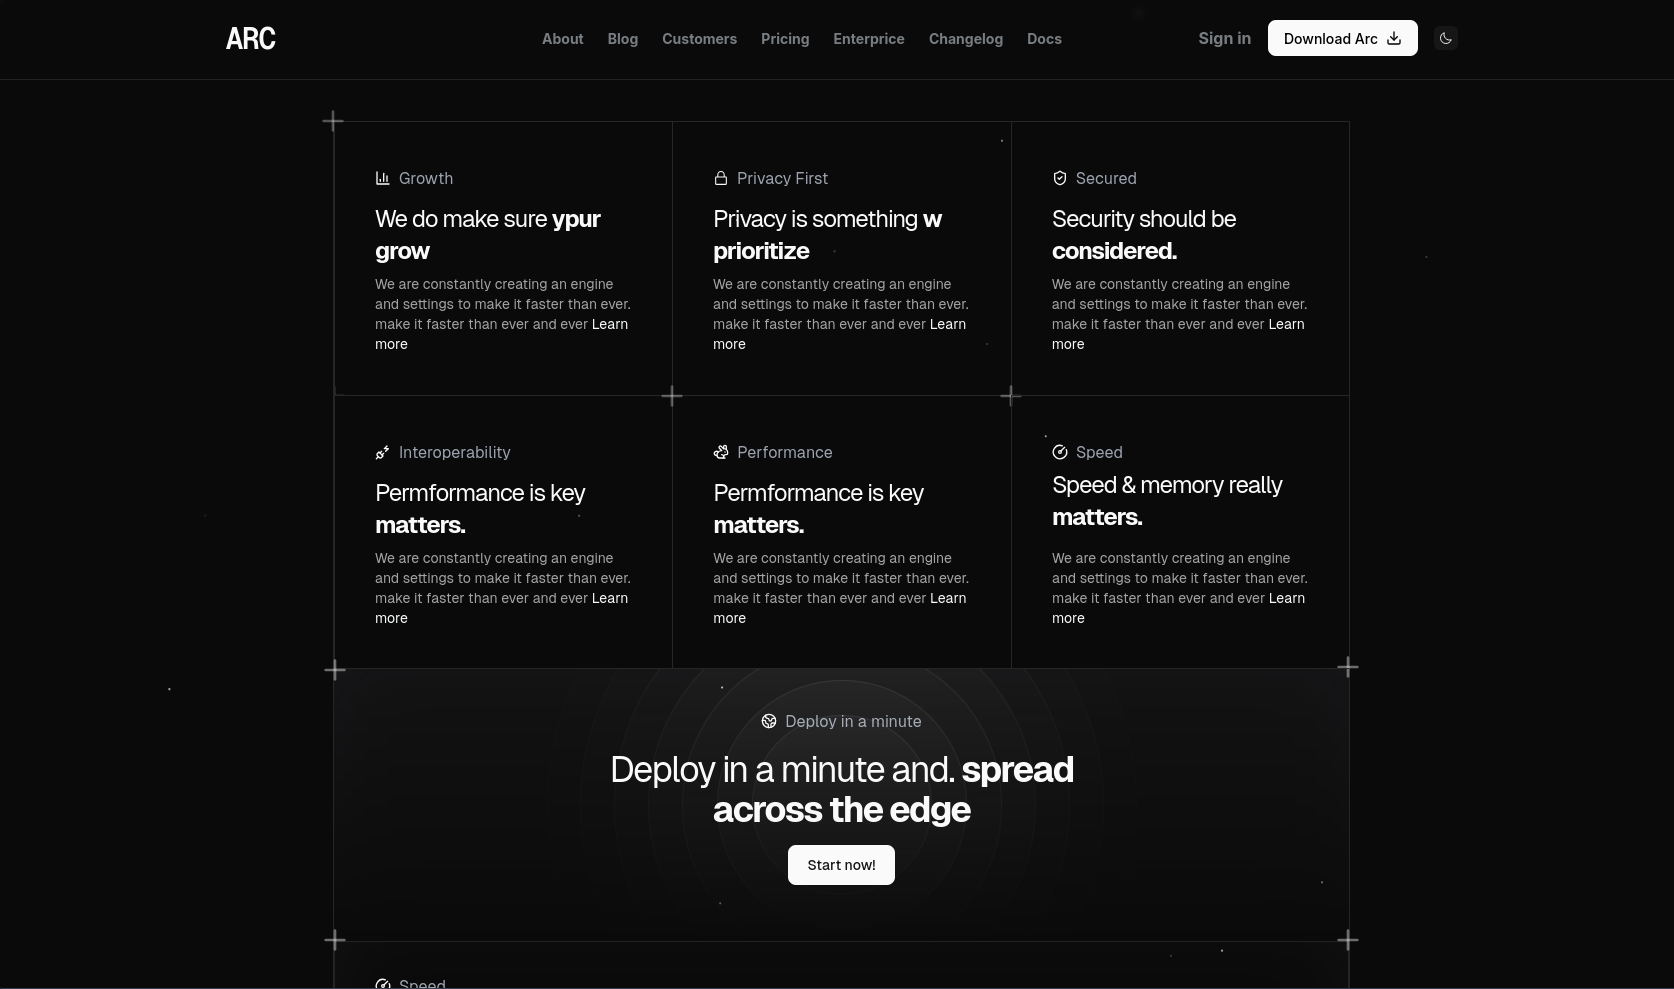 ARC
About Blog Customers Pricing Enterprice Changelog Docs
Sign in
Download Arc
Growth
We do make sure ypur
grow
We are constantly creating an engine
and settings to make it faster than ever.
make it faster than ever and ever Learn
more
Privacy First
Privacy is something w
prioritize
We are constantly creating an engine
and settings to make it faster than ever.
make it faster than ever and ever Learn
more
Secured
Security should be
considered.
We are constantly creating an engine
and settings to make it faster than ever.
make it faster than ever and ever Learn
more
Interoperability
Permformance is key
matters.
We are constantly creating an engine
and settings to make it faster than ever.
make it faster than ever and ever Learn
more
Performance
Permformance is key
matters.
We are constantly creating an engine
and settings to make it faster than ever.
make it faster than ever and ever Learn
more
Speed
Speed & memory really
matters.
We are constantly creating an engine
and settings to make it faster than ever.
make it faster than ever and ever Learn
more
Deploy in a minute
Deploy in a minute and. spread
across the edge
Start now!
Speed